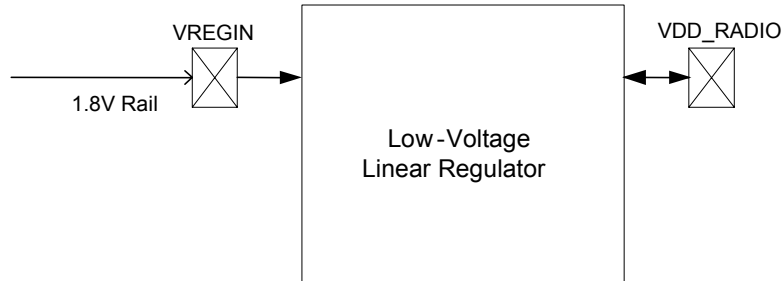 VREGIN
VDD_RADIO
1.8V Rail
Low-Voltage
Linear Regulator